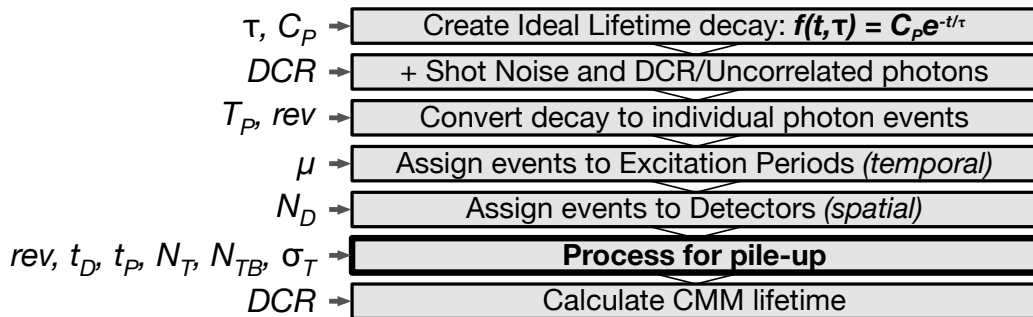 τ, C_P Create Ideal Lifetime decay: f(t,τ) = C_P e^{-t/τ}
DCR + Shot Noise and DCR/Uncorrelated photons
T_P, rev Convert decay to individual photon events
μ Assign events to Excitation Periods (temporal)
N_D Assign events to Detectors (spatial)
rev, t_D, t_P, N_T, N_TB, σ_T Process for pile-up
DCR Calculate CMM lifetime